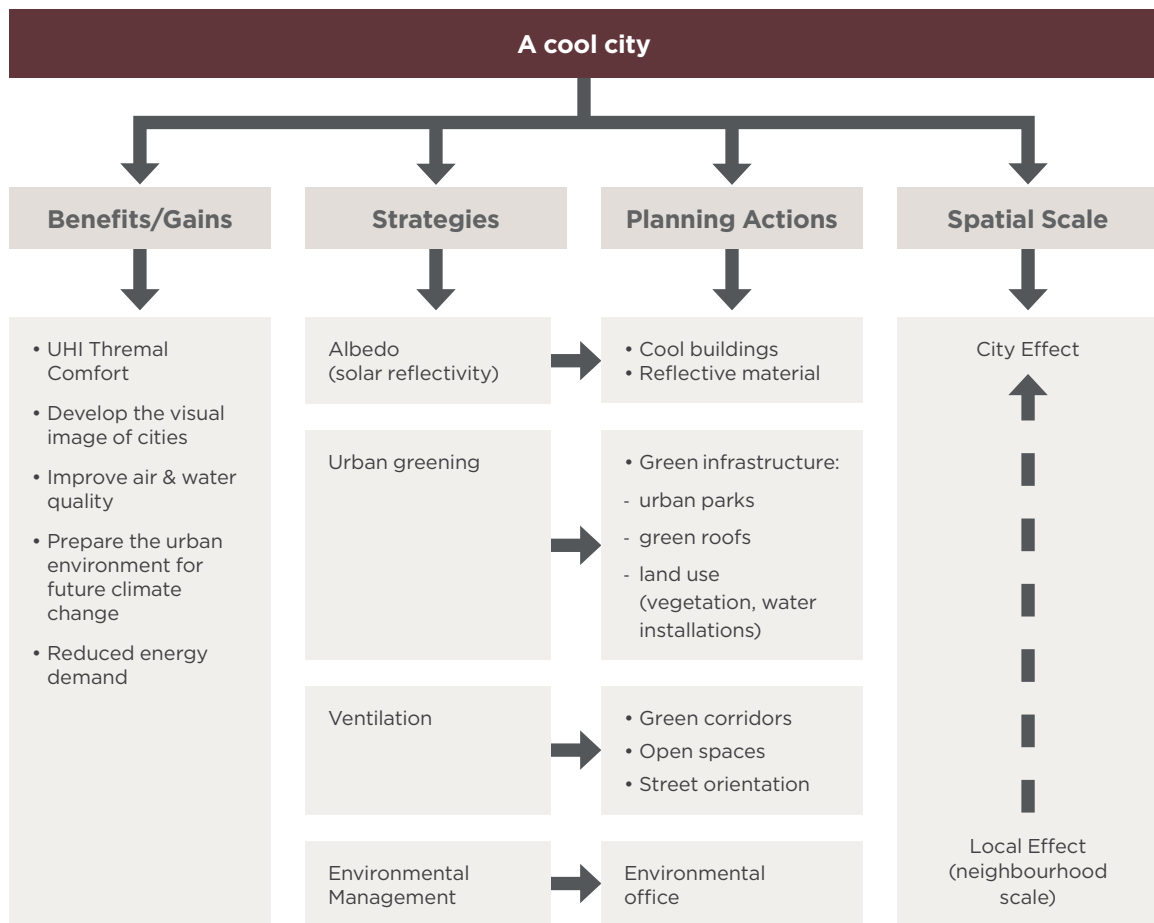 A cool city
Benefits/Gains
Strategies
Planning Actions
Spatial Scale
• UHI Thremal
Comfort
• Develop the visual
image of cities
• Improve air & water
quality
• Prepare the urban
environment for
future climate
change
• Reduced energy
demand
Albedo
(solar reflectivity)
• Cool buildings
• Reflective material
Urban greening
• Green infrastructure:
- urban parks
- green roofs
- land use
(vegetation, water
installations)
Ventilation
• Green corridors
• Open spaces
• Street orientation
Environmental
Management
Environmental
office
City Effect
Local Effect
(neighbourhood
scale)